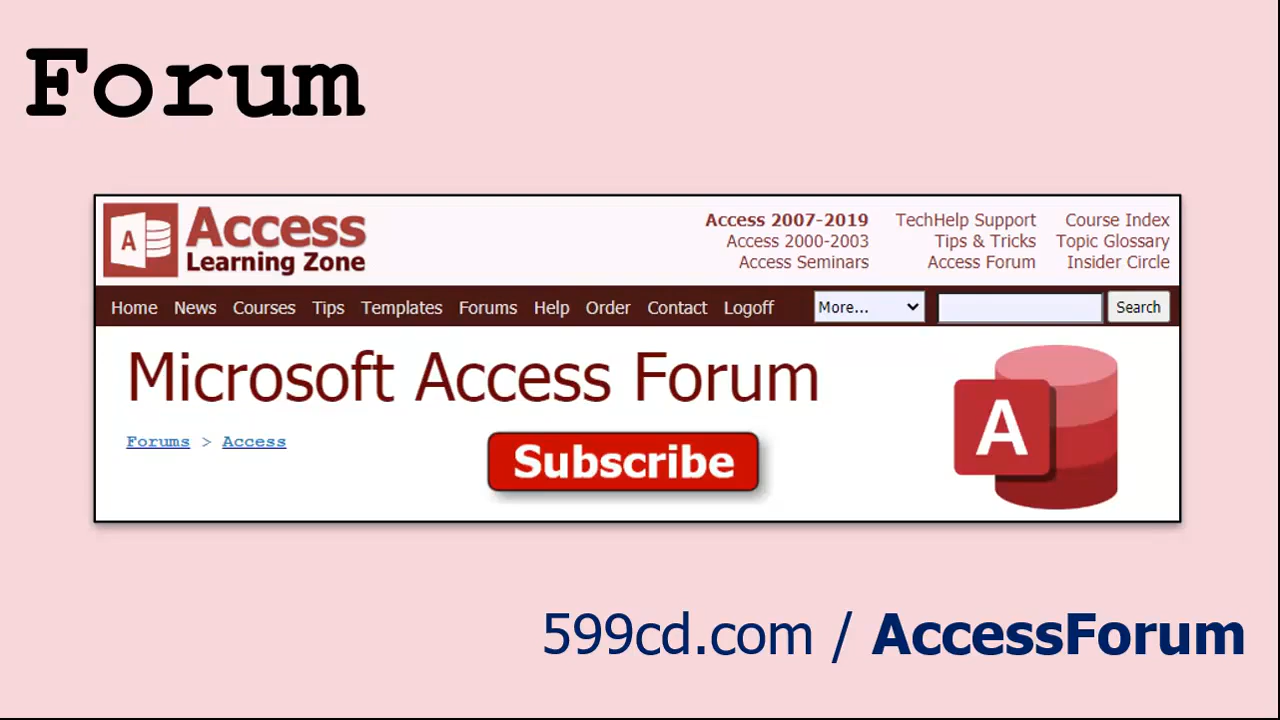 Forum
A
Access
Learning Zone
Access 2007-2019
Access 2000-2003
Access Seminars
TechHelp Support
Tips & Tricks
Access Forum
Course Index
Topic Glossary
Insider Circle
Home News Courses Tips Templates Forums Help Order Contact Logoff More... Search
Microsoft Access Forum
Forums > Access
Subscribe
A
599cd.com / AccessForum